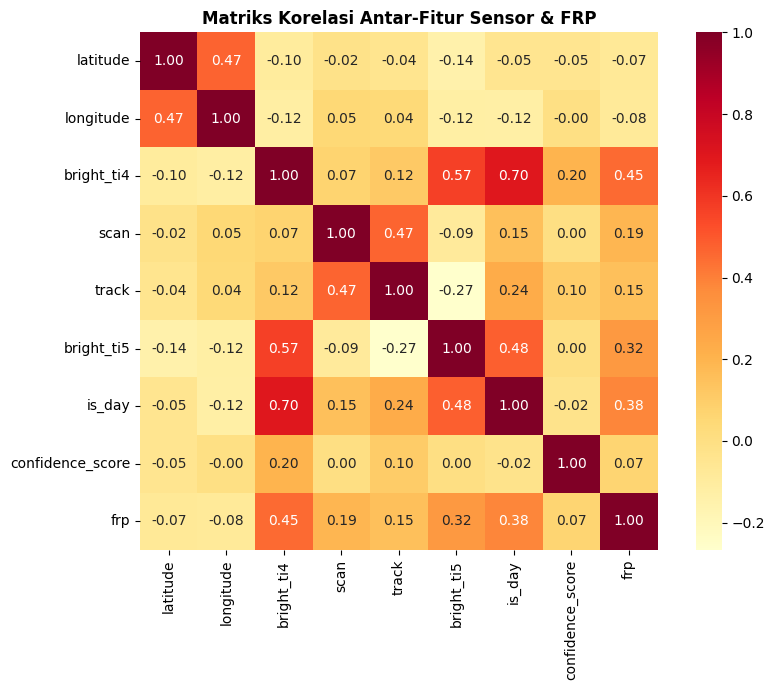 Matriks Korelasi Antar-Fitur Sensor & FRP
latitude 1.00 0.47 -0.10 -0.02 -0.04 -0.14 -0.05 -0.05 -0.07
longitude 0.47 1.00 -0.12 0.05 0.04 -0.12 -0.12 -0.00 -0.08
bright_ti4 -0.10 -0.12 1.00 0.07 0.12 0.57 0.70 0.20 0.45
scan -0.02 0.05 0.07 1.00 0.47 -0.09 0.15 0.00 0.19
track -0.04 0.04 0.12 0.47 1.00 -0.27 0.24 0.10 0.15
bright_ti5 -0.14 -0.12 0.57 -0.09 -0.27 1.00 0.48 0.00 0.32
is_day -0.05 -0.12 0.70 0.15 0.24 0.48 1.00 -0.02 0.38
confidence_score -0.05 -0.00 0.20 0.00 0.10 0.00 -0.02 1.00 0.07
frp -0.07 -0.08 0.45 0.19 0.15 0.32 0.38 0.07 1.00
latitude longitude bright_ti4 scan track bright_ti5 is_day confidence_score frp
1.0
0.8
0.6
0.4
0.2
0.0
−0.2